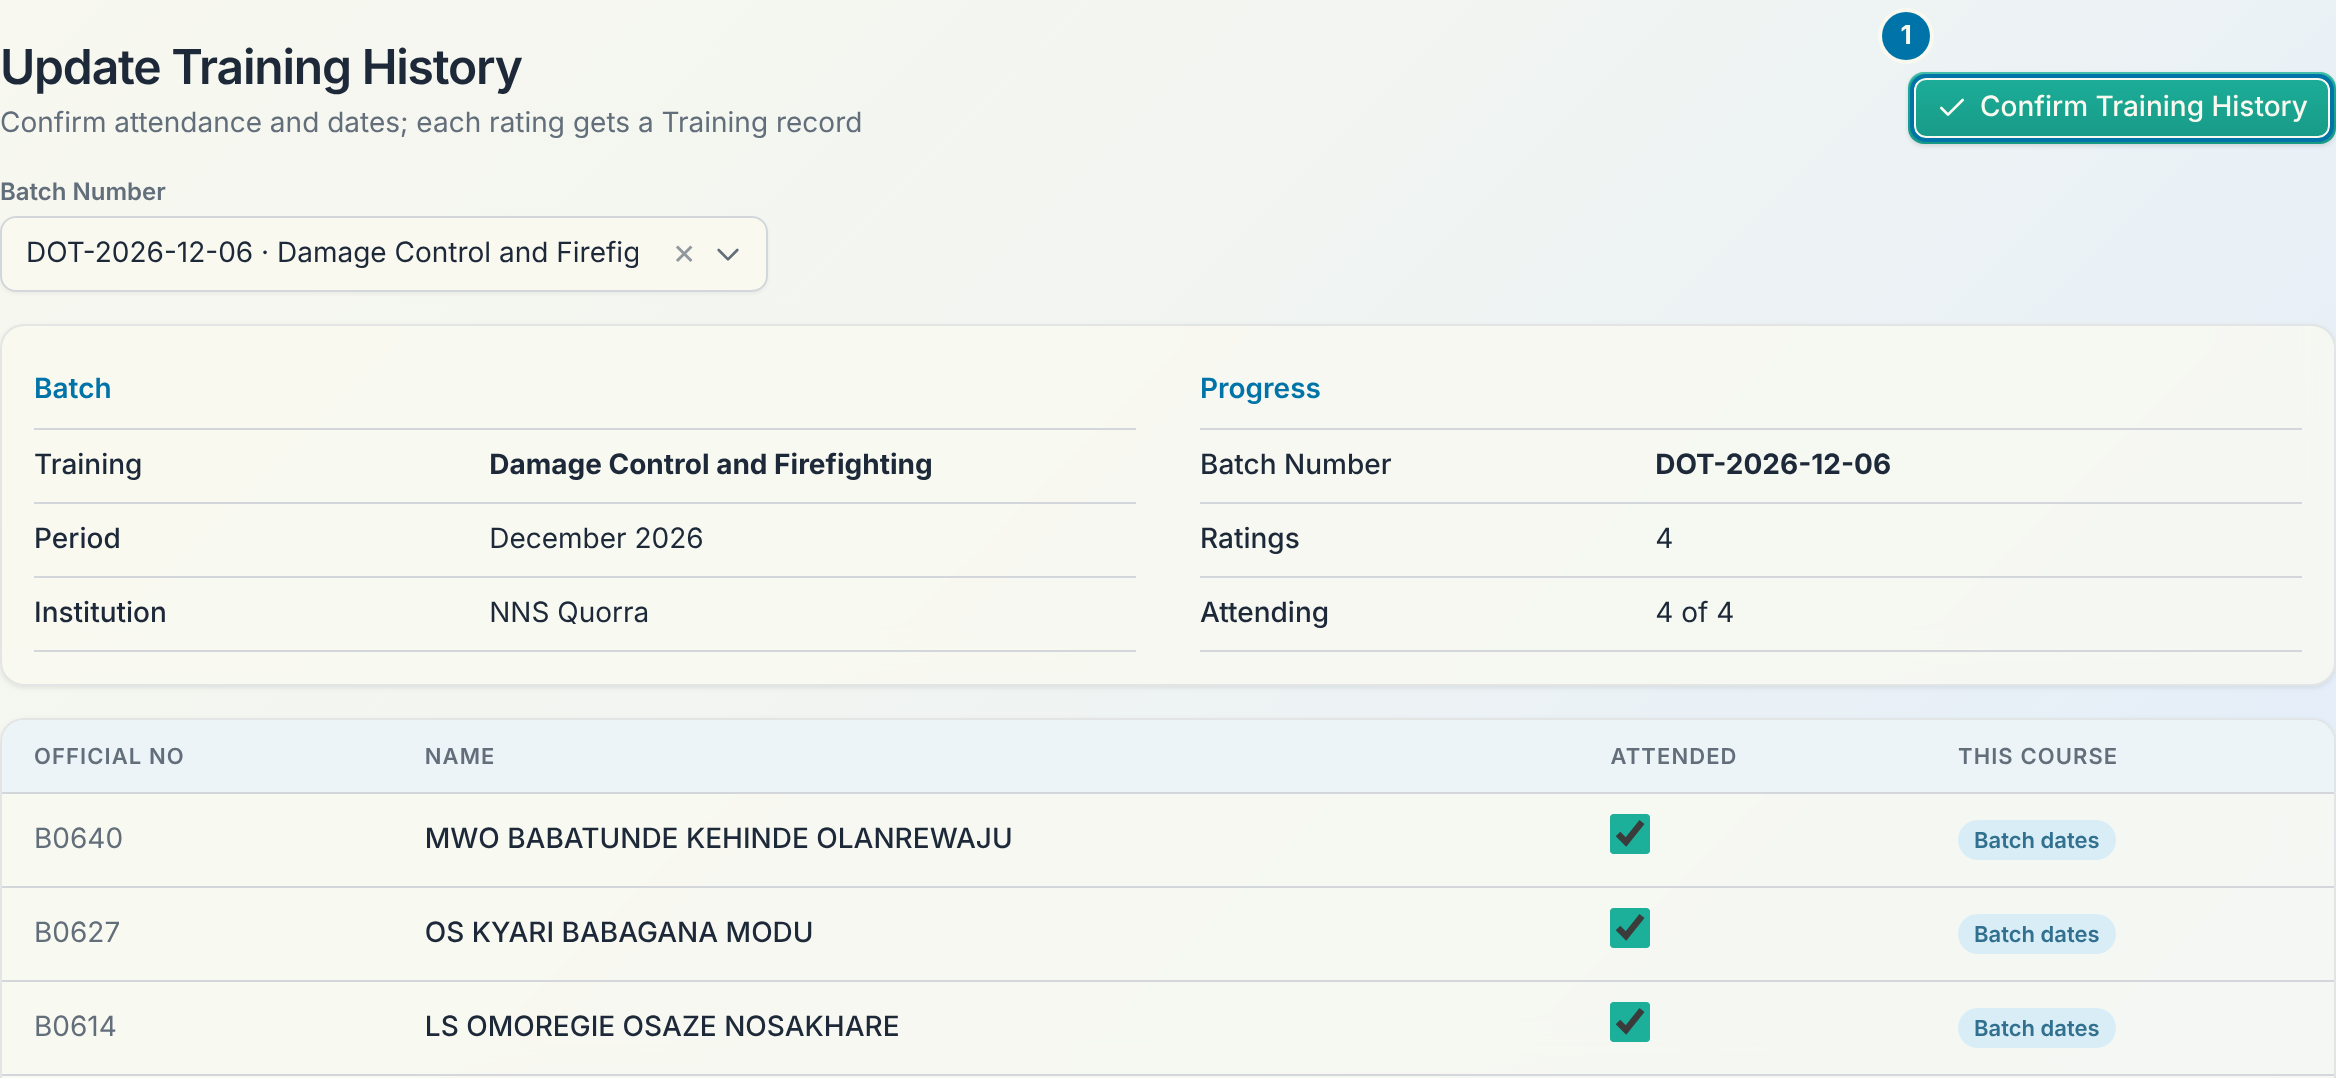 1
Update Training History
Confirm Training History
Confirm attendance and dates; each rating gets a Training record
Batch Number
DOT-2026-12-06 · Damage Control and Firefig
Batch
Training Damage Control and Firefighting
Period December 2026
Institution NNS Quorra
Progress
Batch Number DOT-2026-12-06
Ratings 4
Attending 4 of 4
OFFICIAL NO NAME ATTENDED THIS COURSE
B0640 MWO BABATUNDE KEHINDE OLANREWAJU Batch dates
B0627 OS KYARI BABAGANA MODU Batch dates
B0614 LS OMOREGIE OSAZE NOSAKHARE Batch dates